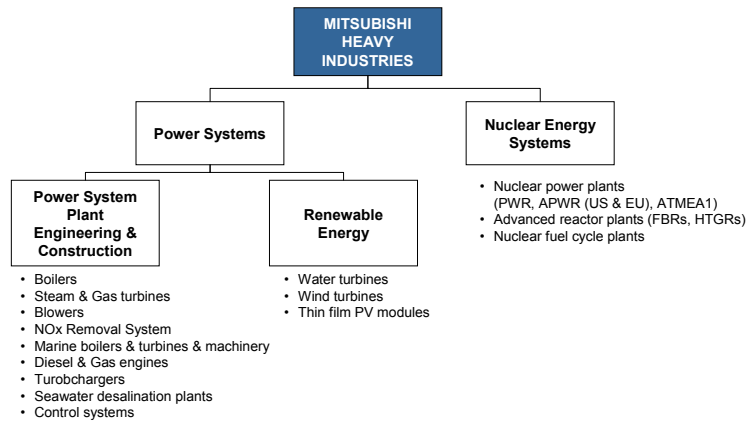 MITSUBISHI
HEAVY
INDUSTRIES
Power Systems
Nuclear Energy
Systems
Power System
Plant
Engineering &
Construction
Renewable
Energy
• Nuclear power plants
(PWR, APWR (US & EU), ATMEA1)
• Advanced reactor plants (FBRs, HTGRs)
• Nuclear fuel cycle plants
• Boilers
• Steam & Gas turbines
• Blowers
• NOx Removal System
• Marine boilers & turbines & machinery
• Diesel & Gas engines
• Turobchargers
• Seawater desalination plants
• Control systems
• Water turbines
• Wind turbines
• Thin film PV modules